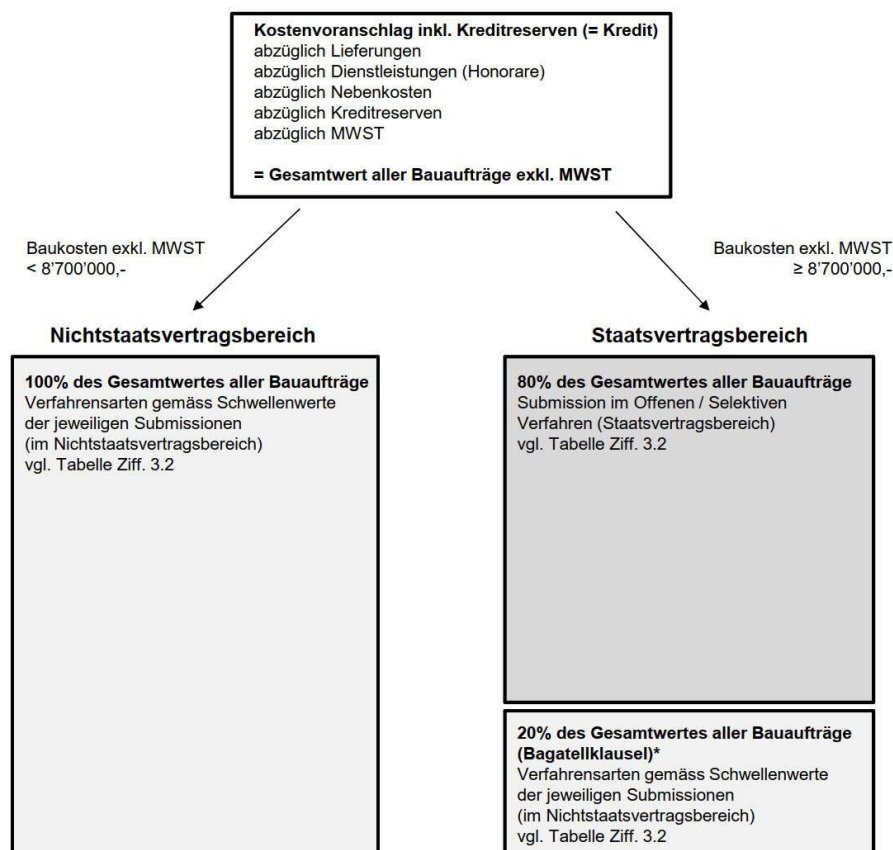 Kostenvoranschlag inkl. Kreditreserven (= Kredit)
abzüglich Lieferungen
abzüglich Dienstleistungen (Honorare)
abzüglich Nebenkosten
abzüglich Kreditreserven
abzüglich MWST
= Gesamtwert aller Bauaufträge exkl. MWST
Baukosten exkl. MWST
< 8'700'000,-
Baukosten exkl. MWST
≥ 8'700'000,-
Nichtstaatsvertragsbereich
100% des Gesamtwertes aller Bauaufträge
Verfahrensarten gemäss Schwellenwerte
der jeweiligen Submissionen
(im Nichtstaatsvertragsbereich)
vgl. Tabelle Ziff. 3.2
Staatsvertragsbereich
80% des Gesamtwertes aller Bauaufträge
Submission im Offenen / Selektiven
Verfahren (Staatsvertragsbereich)
vgl. Tabelle Ziff. 3.2
20% des Gesamtwertes aller Bauaufträge
(Bagatellklausel)*
Verfahrensarten gemäss Schwellenwerte
der jeweiligen Submissionen
(im Nichtstaatsvertragsbereich)
vgl. Tabelle Ziff. 3.2